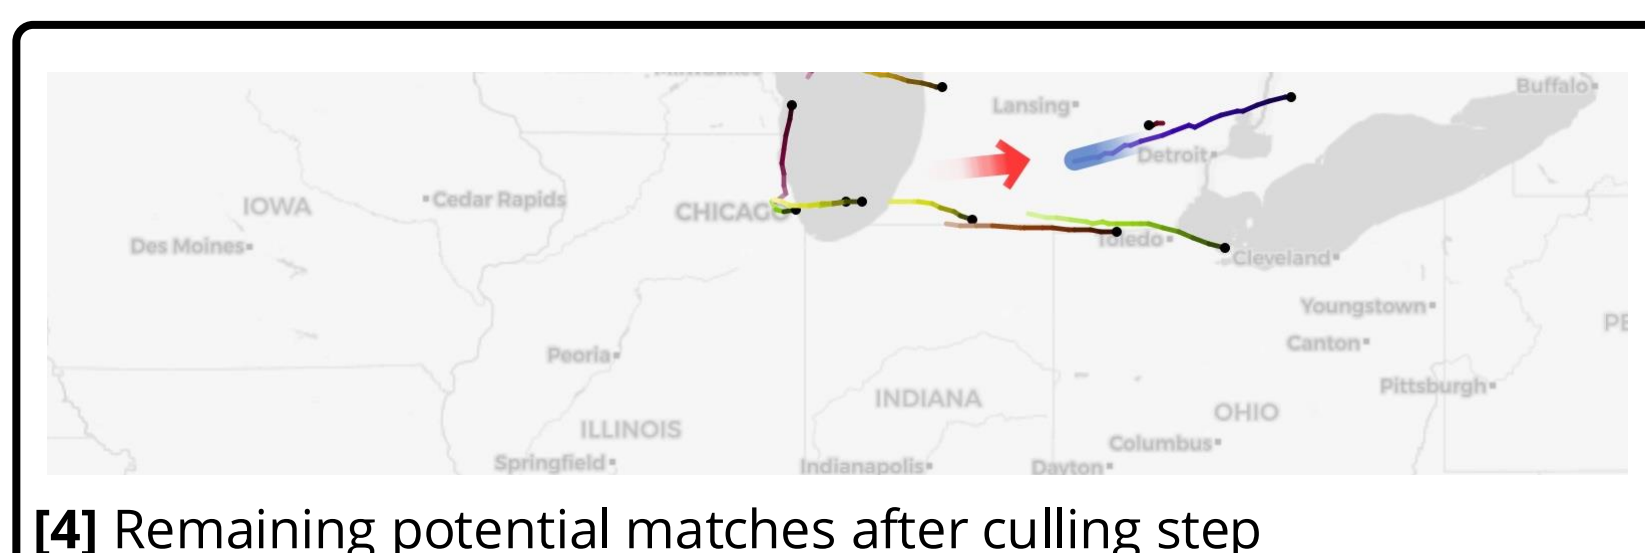 Buffalo
Lansing
Detroit
IOWA
Cedar Rapids
CHICAGO
Des Moines
Toledo
Cleveland
Youngstown
Canton
Peoria
Pittsburgh
INDIANA
OHIO
ILLINOIS
Columbus
Springfield
Indianapolis
Dayton
[4] Remaining potential matches after culling step